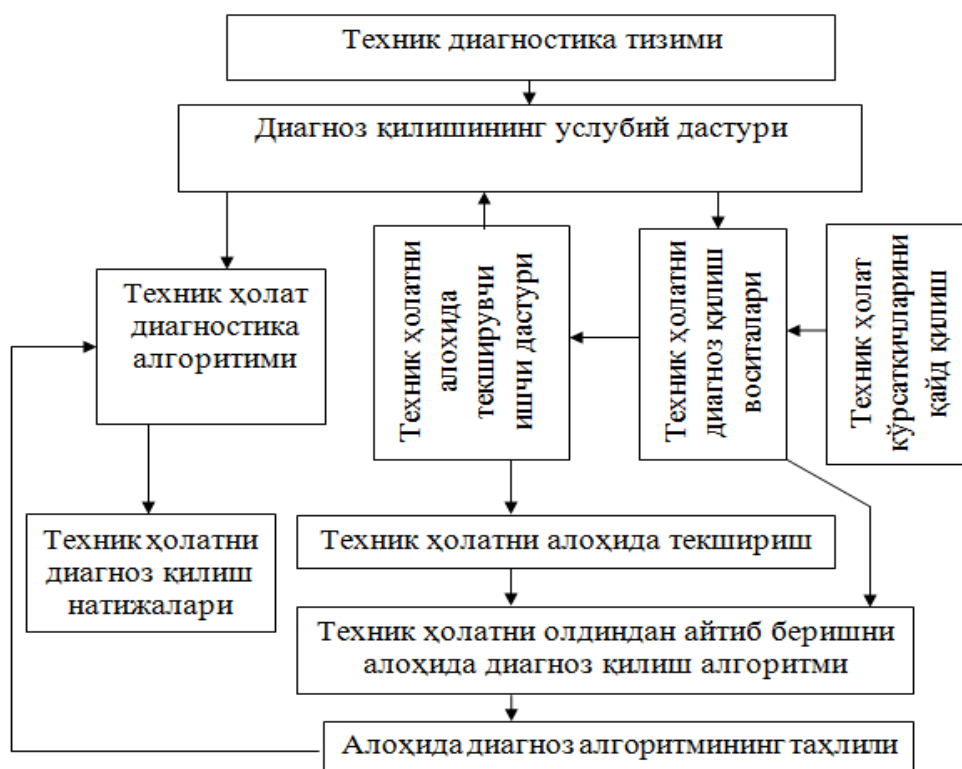 Техник диагностика тизими
Диагноз қилишининг услубий дастури
Техник ҳолат
диагностика
алгоритими
Техник ҳолатни
алохида
текширувчи
ишчи дастури
Техник ҳолатни
диагноз қилиш
воситалари
Техник ҳолат
кўрсаткичларини
қайд қилиш
Техник ҳолатни
диагноз қилиш
натижалари
Техник ҳолатни алоҳида текшириш
Техник ҳолатни олдиндан айтиб беришни
алоҳида диагноз қилиш алгоритми
Алоҳида диагноз алгоритмининг таҳлили